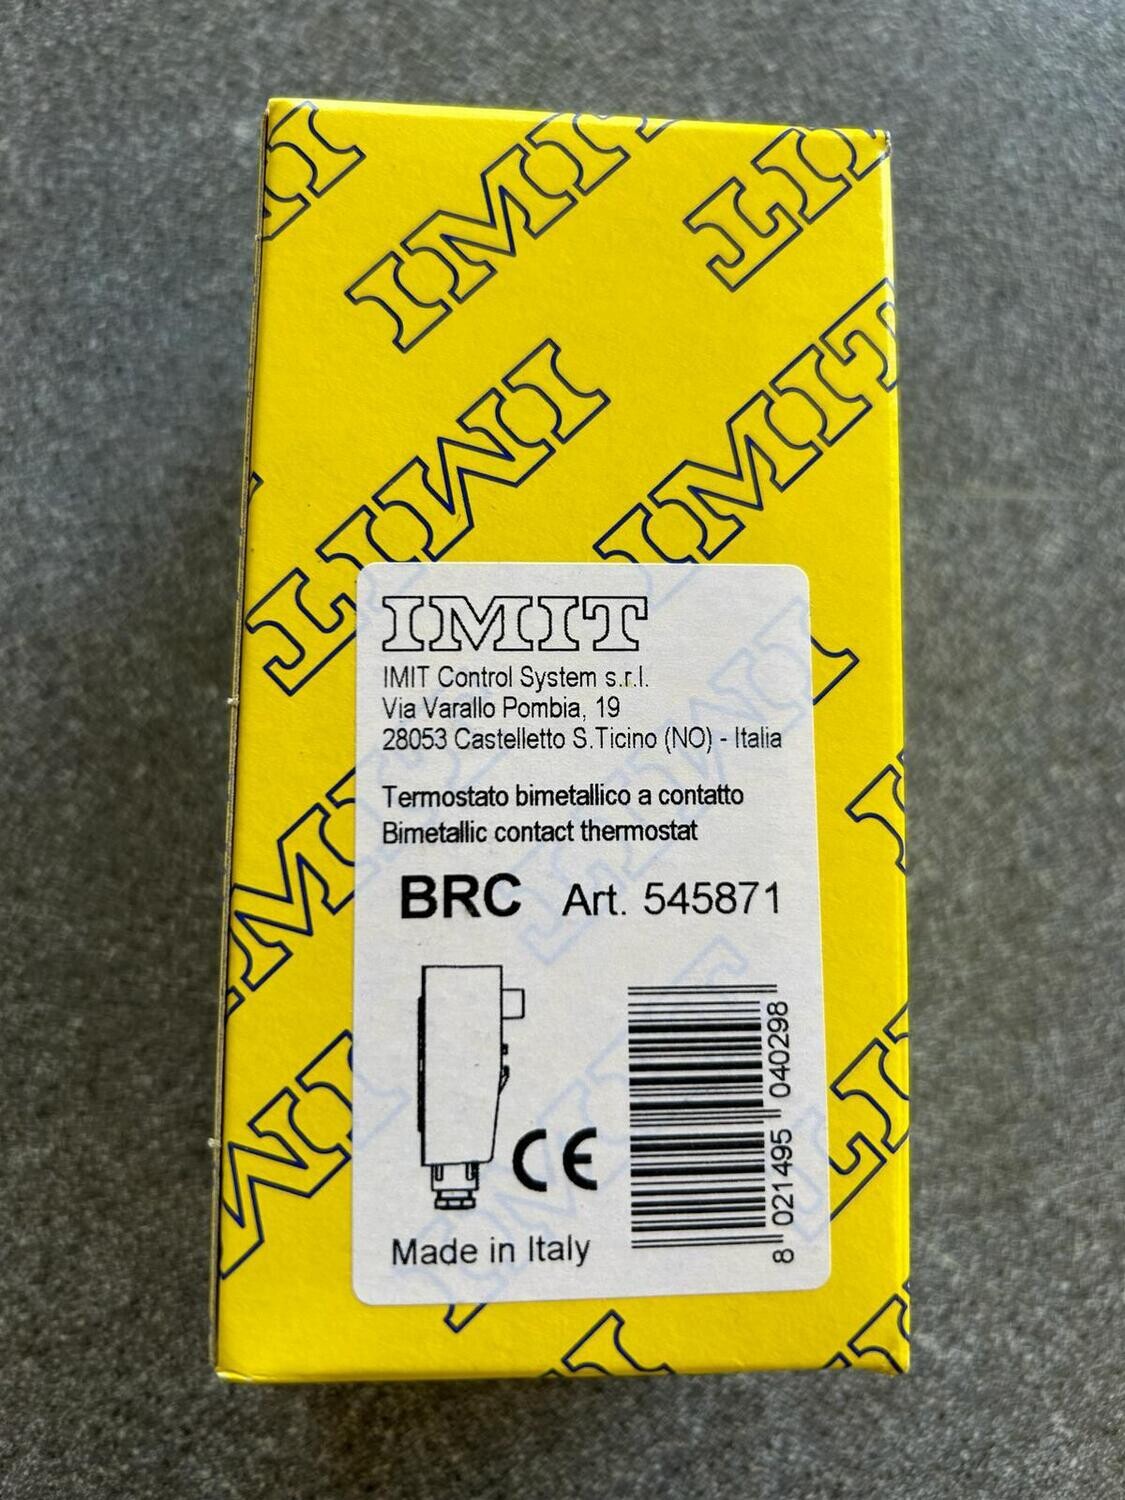 IMIT
IMIT
IMIT
IMIT
IMIT
IMIT Control System s.r.l.
Via Varallo Pombia, 19
28053 Castelletto S.Ticino (NO) - Italia
Termostato bimetallico a contatto
Bimetallic contact thermostat
BRC Art. 545871
CE
8 021495 040298
Made in Italy